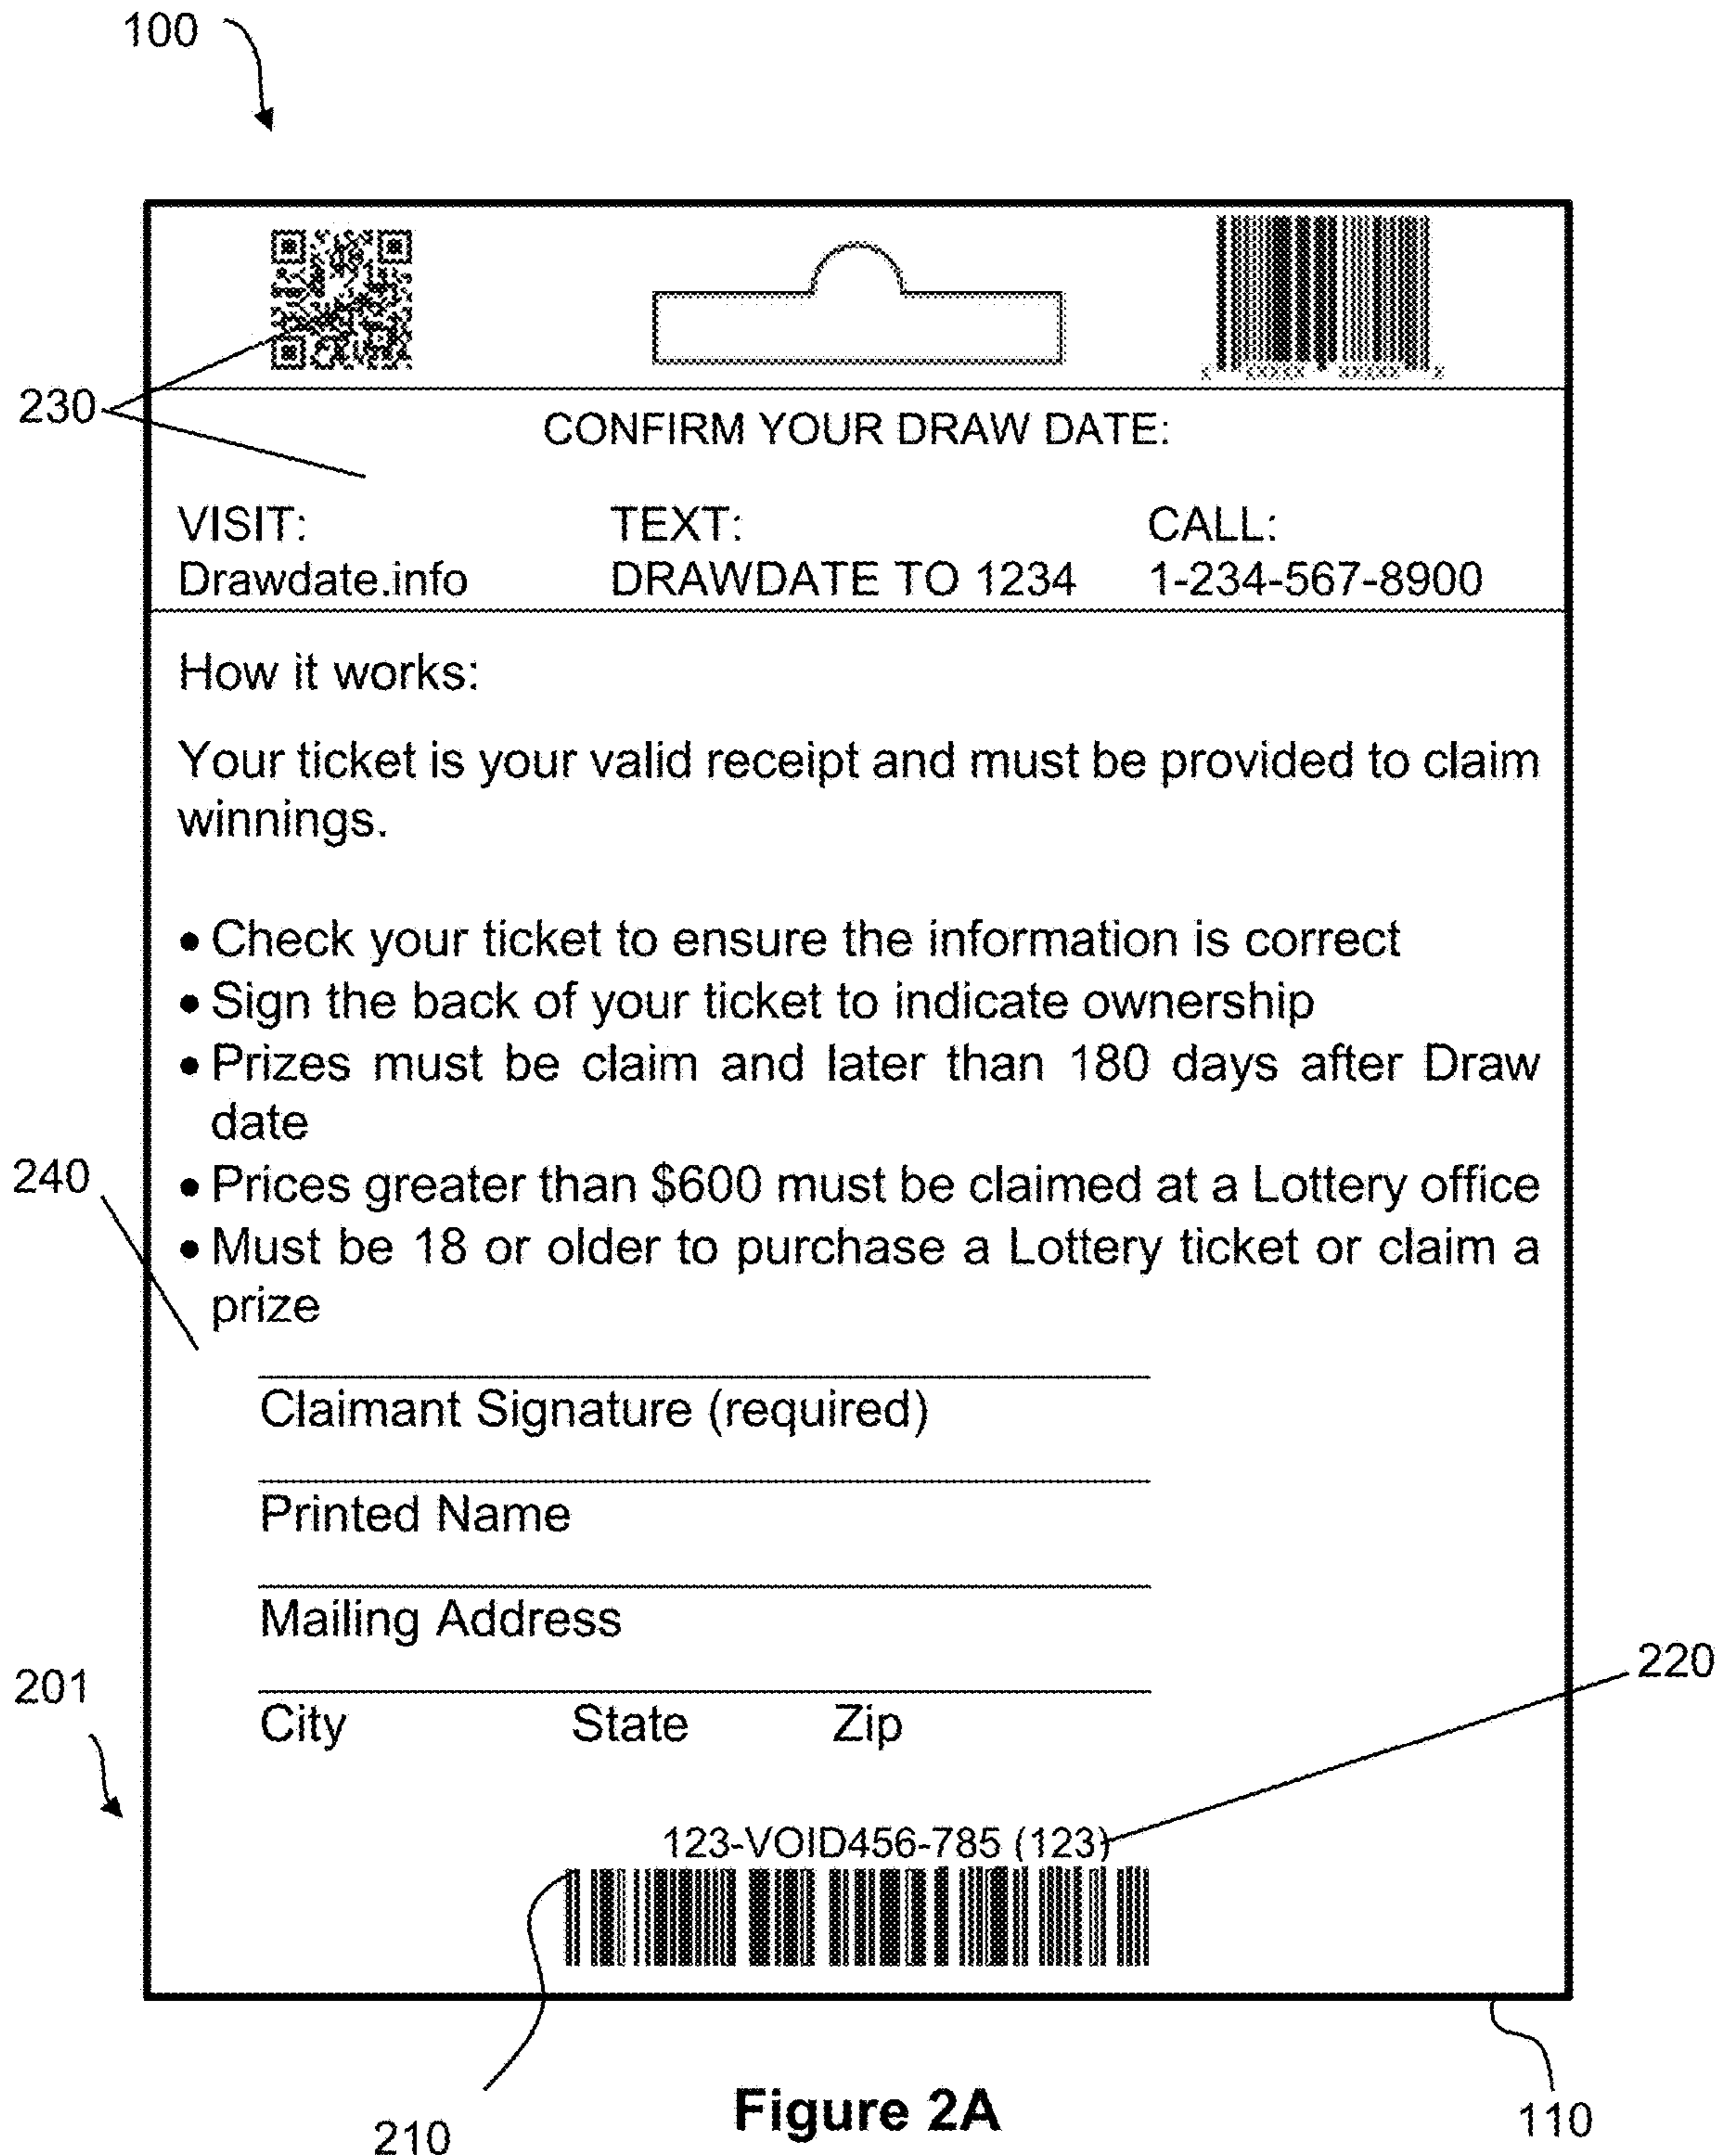 100
230
CONFIRM YOUR DRAW DATE:
VISIT: TEXT: CALL:
Drawdate.info DRAWDATE TO 1234 1-234-567-8900
How it works:
Your ticket is your valid receipt and must be provided to claim
winnings.
• Check your ticket to ensure the information is correct
• Sign the back of your ticket to indicate ownership
• Prizes must be claim and later than 180 days after Draw
date
240
• Prices greater than $600 must be claimed at a Lottery office
• Must be 18 or older to purchase a Lottery ticket or claim a
prize
Claimant Signature (required)
Printed Name
Mailing Address
201
220
City State Zip
123-VOID456-785 (123)
210
Figure 2A
110